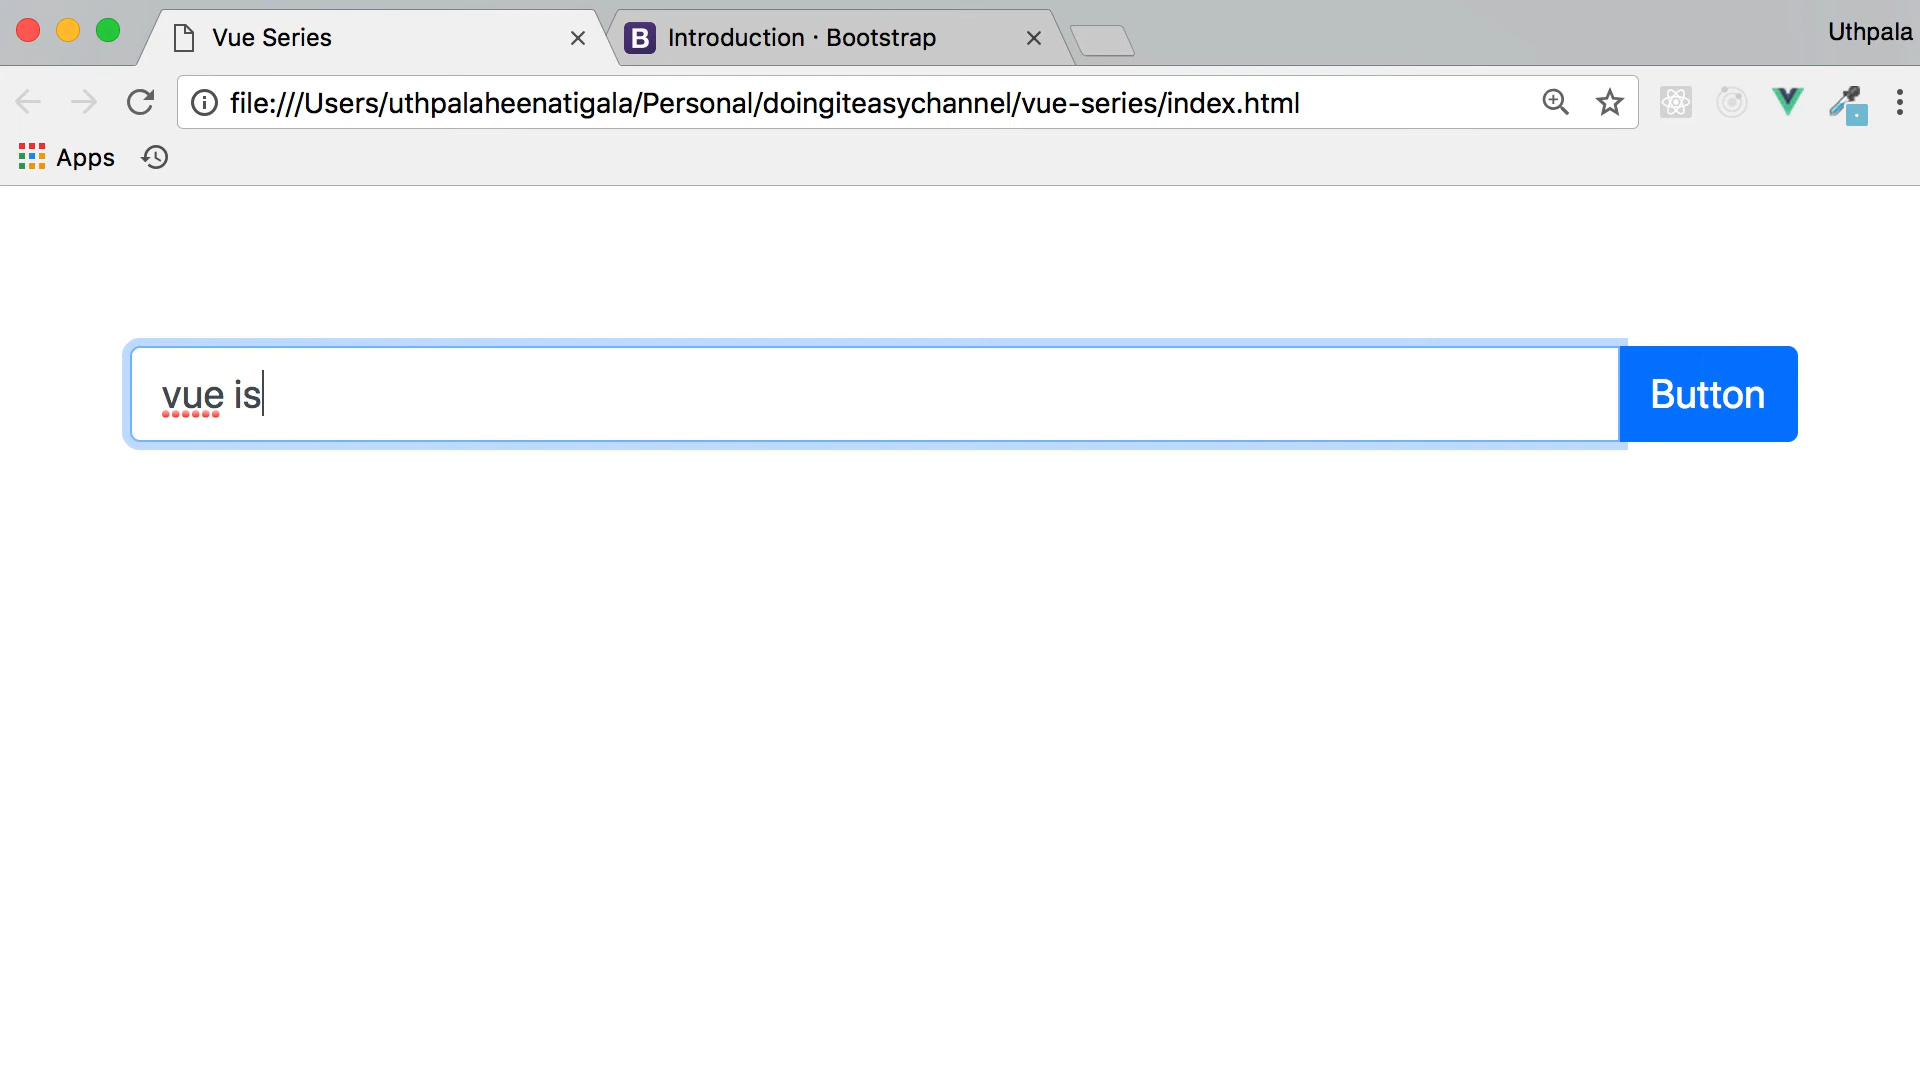 Vue Series
B Introduction · Bootstrap
Uthpala
file:///Users/uthpalaheenatigala/Personal/doingiteasychannel/vue-series/index.html
Apps
vue is
Button